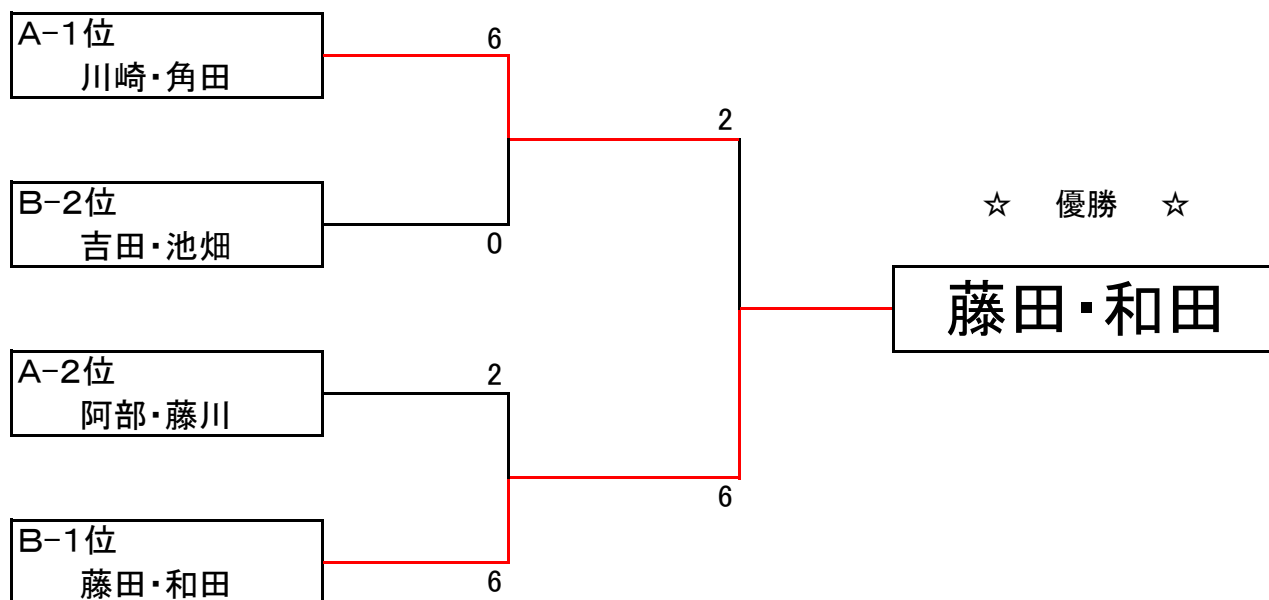 A-1位
川崎・角田
6
2
B-2位
吉田・池畑
0
☆　優勝　☆
藤田・和田
A-2位
阿部・藤川
2
6
B-1位
藤田・和田
6